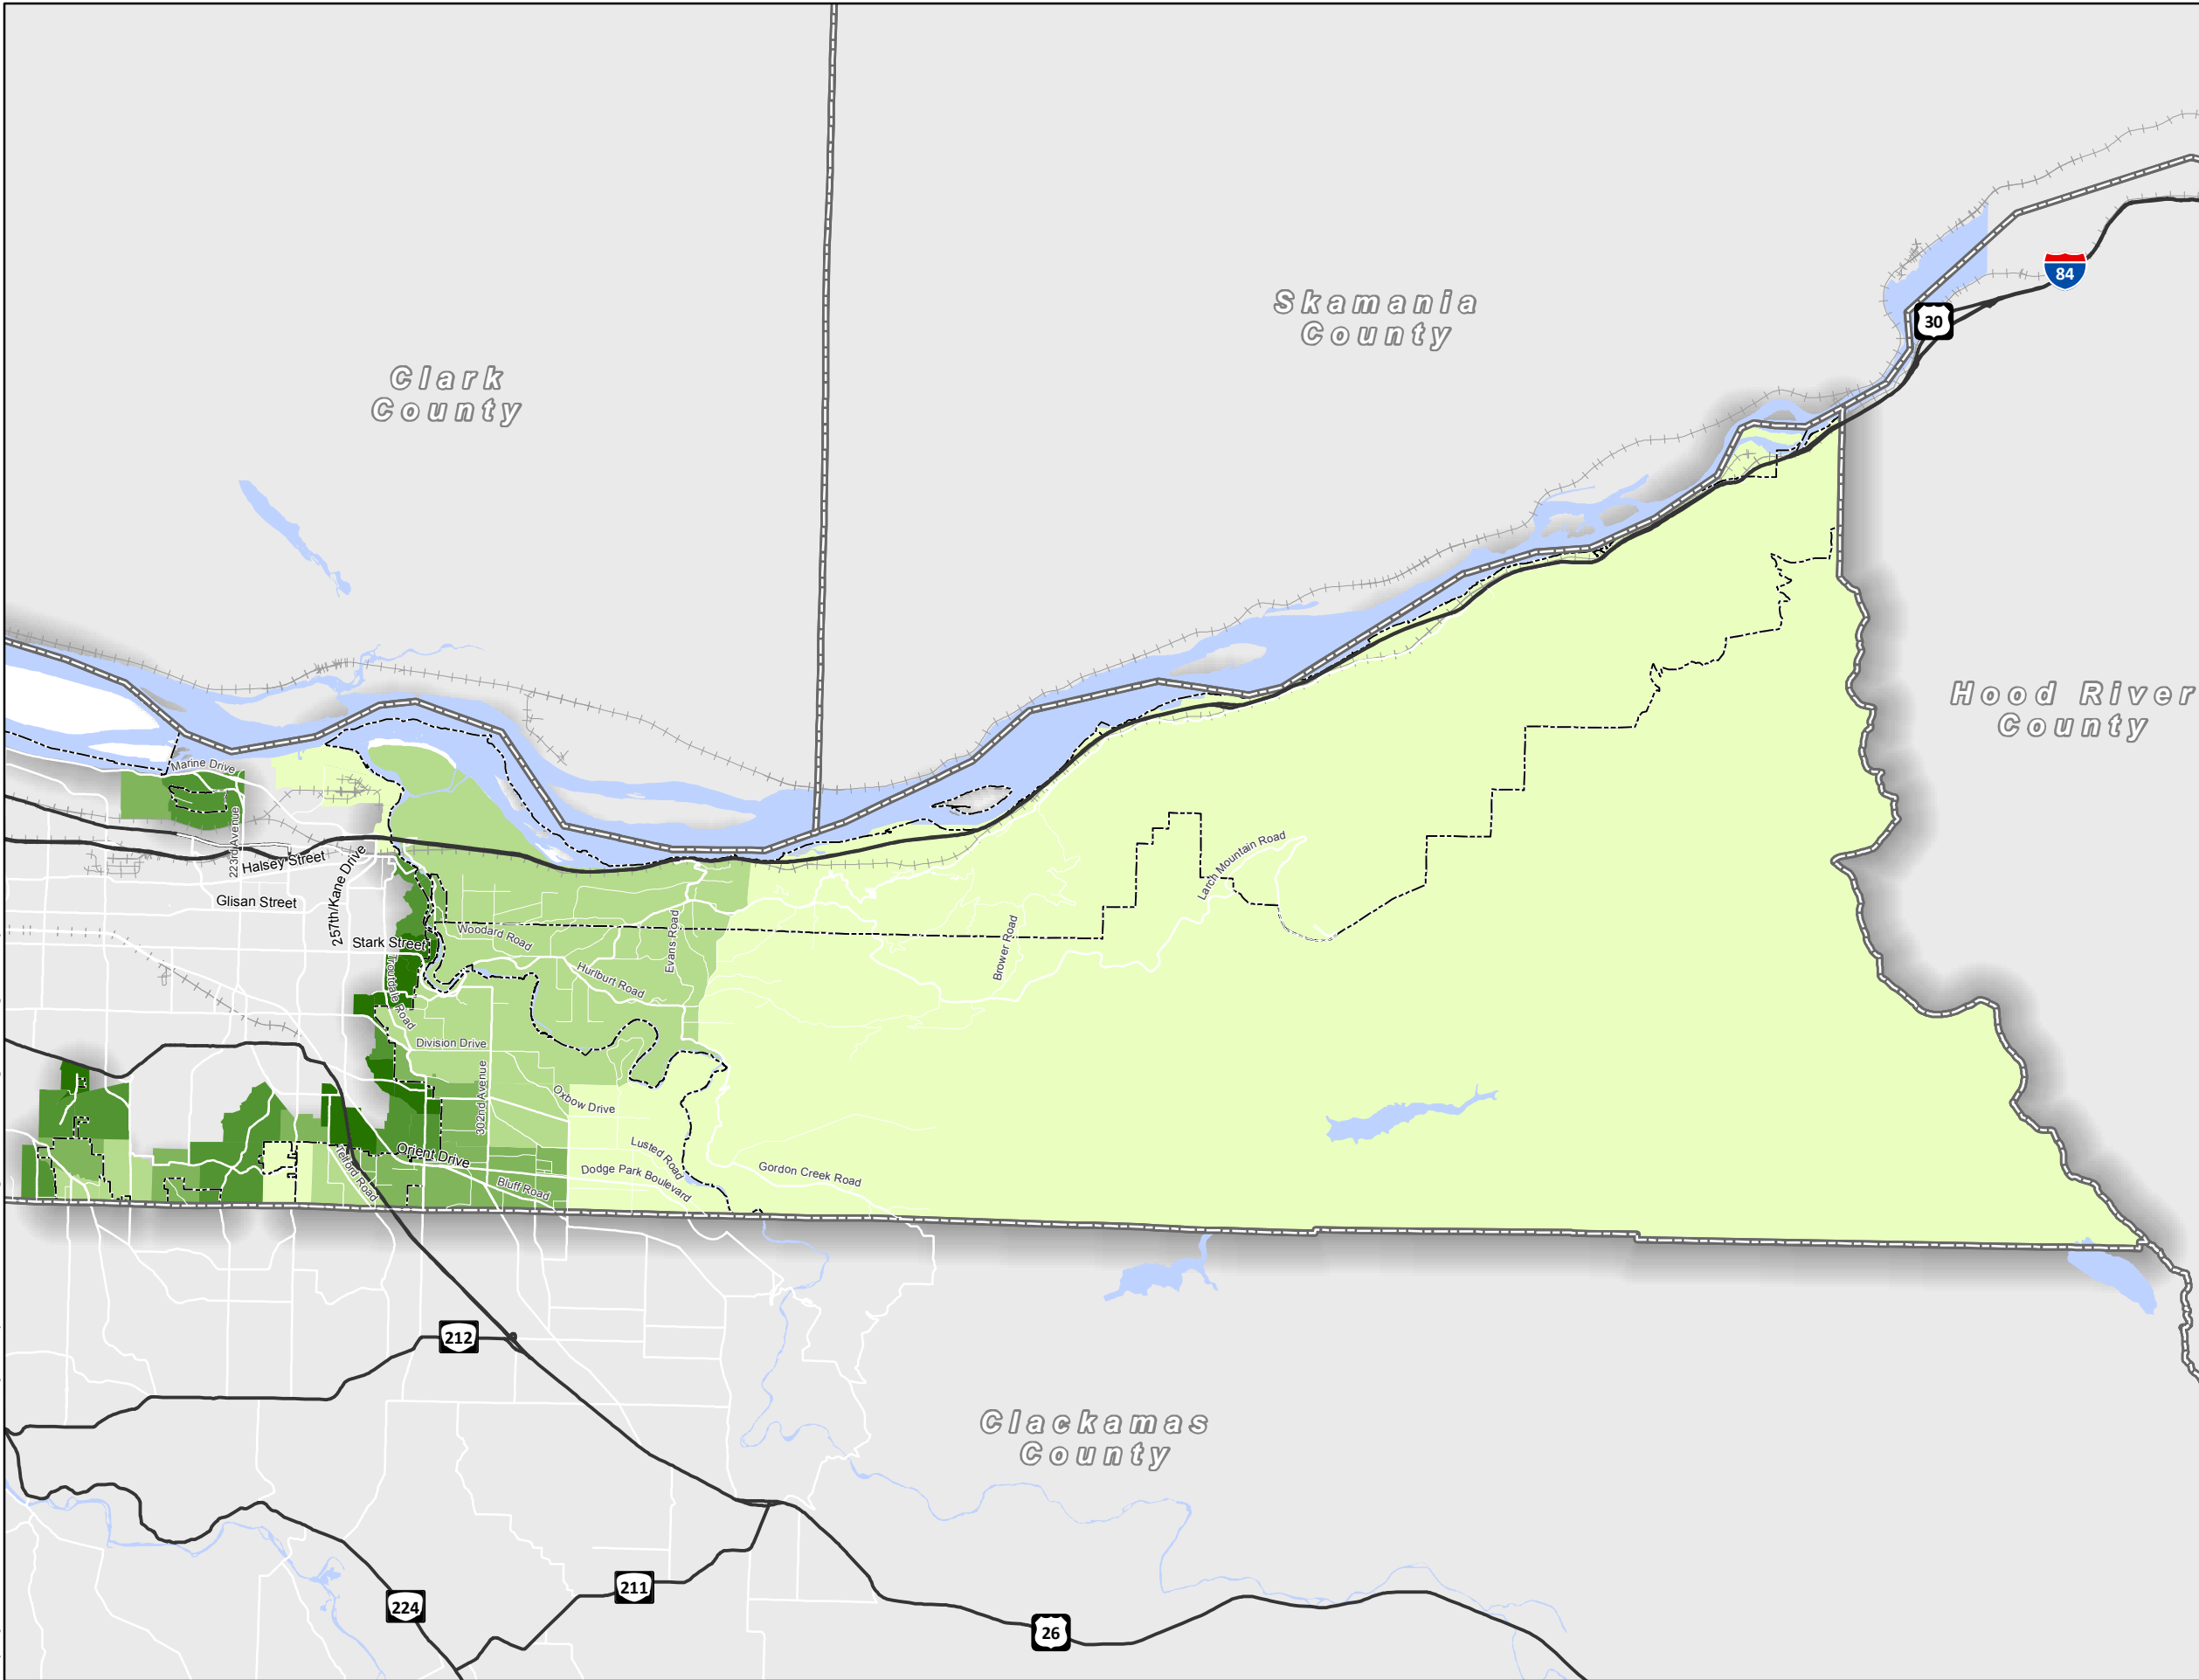 84
30
Skamania
County
Clark
County
Hood River
County
Marine Drive
223rd Avenue
Halsey Street
257th/Kane Drive
Glisan Street
Stark Street
Troutdale Road
Woodard Road
Evans Road
Hurlburt Road
Brower Road
Larch Mountain Road
Division Drive
302nd Avenue
Oxbow Drive
Orient Drive
Telford Road
Lusted Road
Dodge Park Boulevard
Bluff Road
Gordon Creek Road
212
Clackamas
County
211
224
26